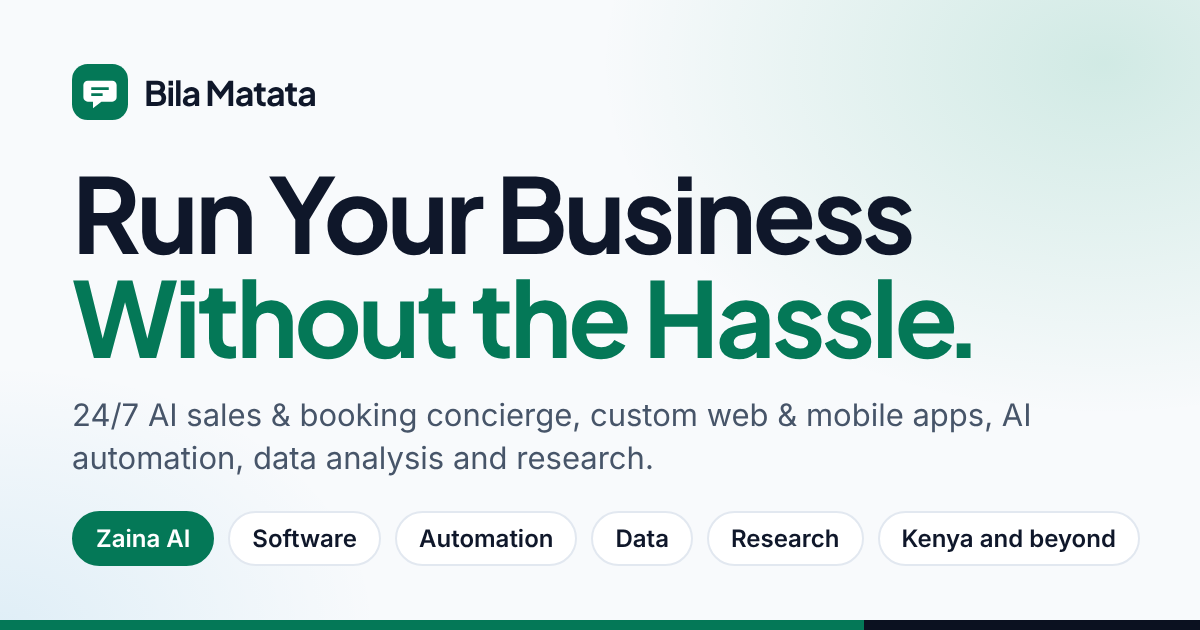 Bila Matata
Run Your Business
Without the Hassle.
24/7 AI sales & booking concierge, custom web & mobile apps, AI
automation, data analysis and research.
Zaina AI Software Automation Data Research Kenya and beyond